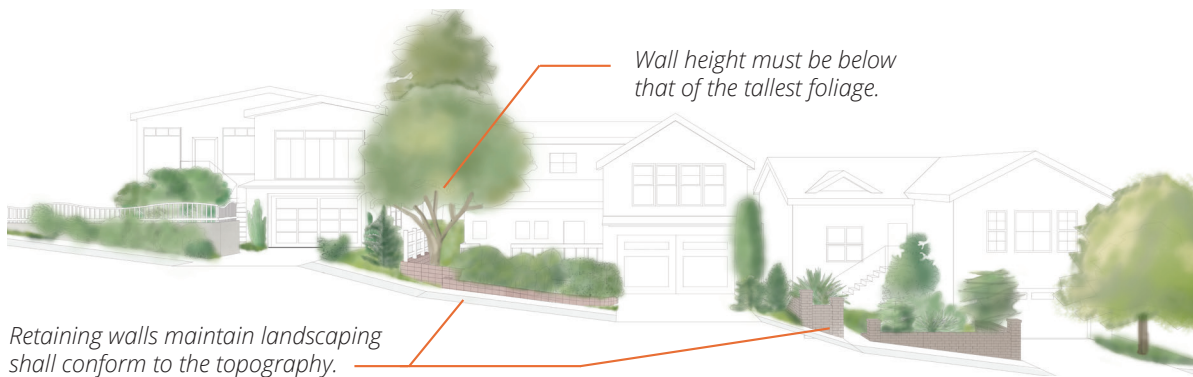 Wall height must be below
that of the tallest foliage.
Retaining walls maintain landscaping
shall conform to the topography.